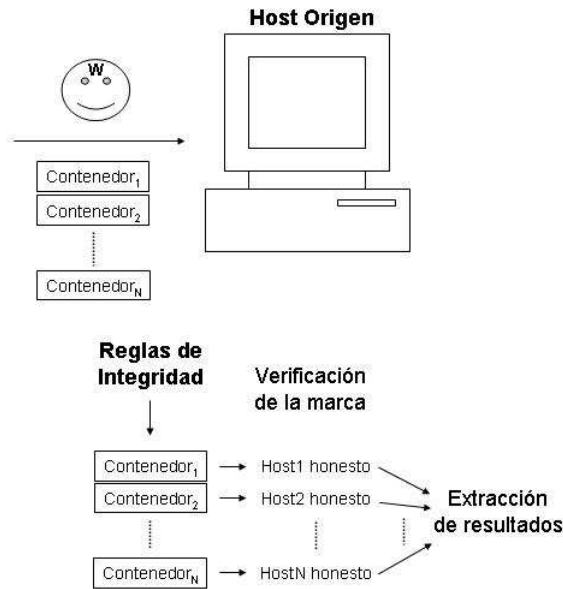 Host Origen
W
Contenedor1
Contenedor2
ContenedorN
Reglas de
Integridad
Verificación
de la marca
Contenedor1
Host1 honesto
Contenedor2
Host2 honesto
Extracción
de resultados
ContenedorN
HostN honesto